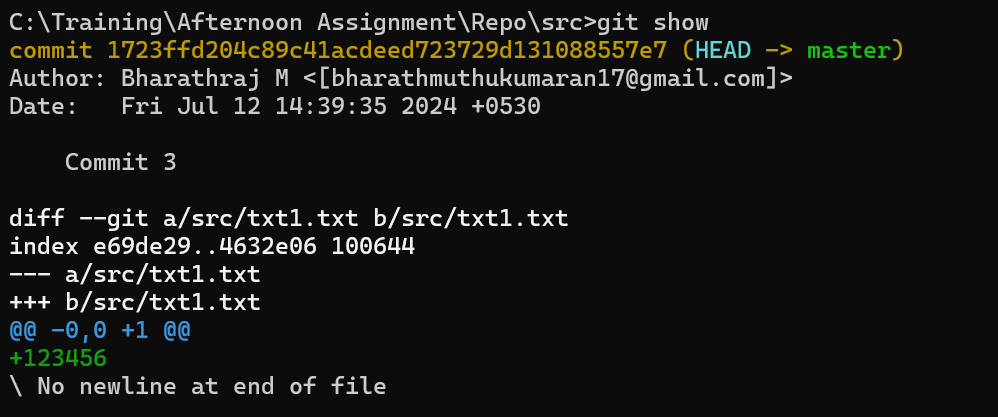 C:\Training\Afternoon Assignment\Repo\src>git show
commit 1723ffd204c89c41acdeed723729d131088557e7 (HEAD -> master)
Author: Bharathraj M <[bharathmuthukumaran17@gmail.com]>
Date:   Fri Jul 12 14:39:35 2024 +0530

    Commit 3

diff --git a/src/txt1.txt b/src/txt1.txt
index e69de29..4632e06 100644
--- a/src/txt1.txt
+++ b/src/txt1.txt
@@ -0,0 +1 @@
+123456
\ No newline at end of file